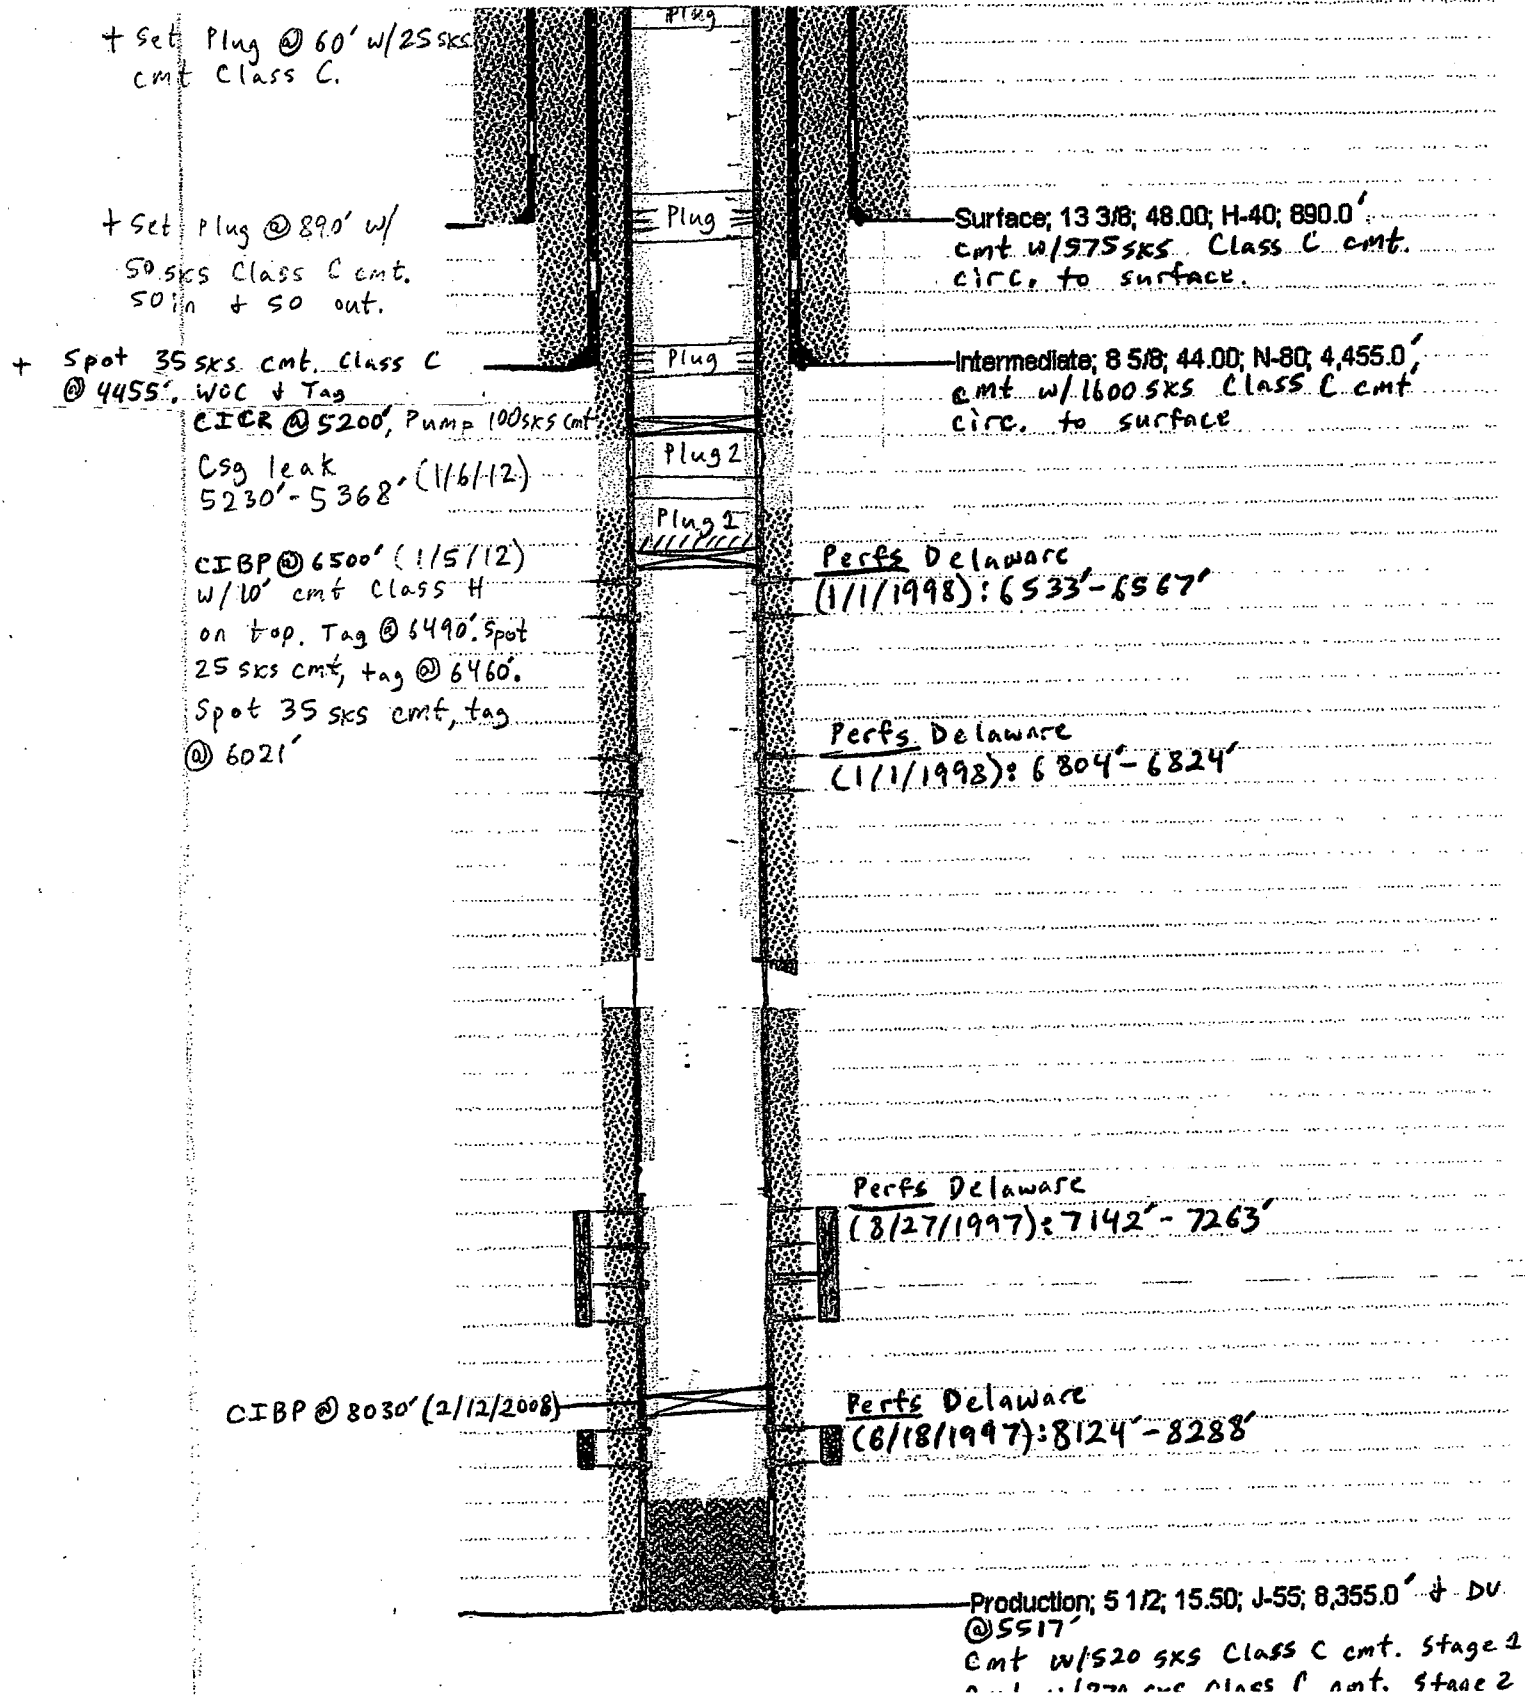 Plug
+ Set Plug @ 60' w/25 sks
cmt Class C.
Plug
+ Set Plug @ 890' w/
50 sks Class C cmt.
50 in & 50 out.
Surface; 13 3/8; 48.00; H-40; 890.0'
cmt w/575 sks Class C cmt.
circ. to surface.
Plug
+ Spot 35 sks cmt. Class C
@ 4455'. WOC & Tag
Intermediate; 8 5/8; 44.00; N-80; 4,455.0',
cmt w/1600 sks Class C cmt
circ. to surface
CICR @ 5200', Pump 100 sks cmt
Plug 2
Csg leak
5230'-5368' (1/6/12)
Plug 1
CIBP @ 6500' (1/5/12)
w/10' cmt Class H
on top. Tag @ 6490'. Spot
25 sks cmt, tag @ 6460'.
Spot 35 sks cmt, tag
@ 6021'
Perfs Delaware
(1/1/1998): 6533'-6567'
Perfs Delaware
(1/1/1998): 6804'-6824'
Perfs Delaware
(8/27/1997): 7142'-7263'
CIBP @ 8030' (2/12/2008)
Perfs Delaware
(6/18/1997): 8124'-8288'
Production; 5 1/2; 15.50; J-55; 8,355.0' & DV
@ 5517'
Cmt w/520 sks Class C cmt. Stage 1
sks Class C cmt. Stage 2